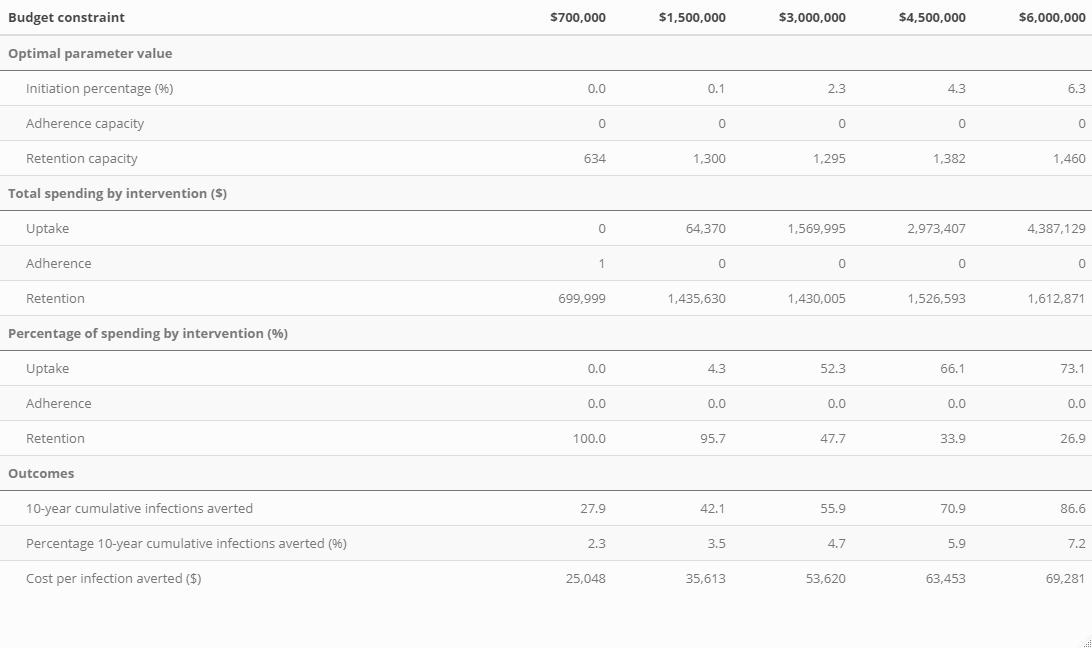 Budget constraint $700,000 $1,500,000 $3,000,000 $4,500,000 $6,000,000
Optimal parameter value
Initiation percentage (%) 0.0 0.1 2.3 4.3 6.3
Adherence capacity 0 0 0 0 0
Retention capacity 634 1,300 1,295 1,382 1,460
Total spending by intervention ($)
Uptake 0 64,370 1,569,995 2,973,407 4,387,129
Adherence 1 0 0 0 0
Retention 699,999 1,435,630 1,430,005 1,526,593 1,612,871
Percentage of spending by intervention (%)
Uptake 0.0 4.3 52.3 66.1 73.1
Adherence 0.0 0.0 0.0 0.0 0.0
Retention 100.0 95.7 47.7 33.9 26.9
Outcomes
10-year cumulative infections averted 27.9 42.1 55.9 70.9 86.6
Percentage 10-year cumulative infections averted (%) 2.3 3.5 4.7 5.9 7.2
Cost per infection averted ($) 25,048 35,613 53,620 63,453 69,281